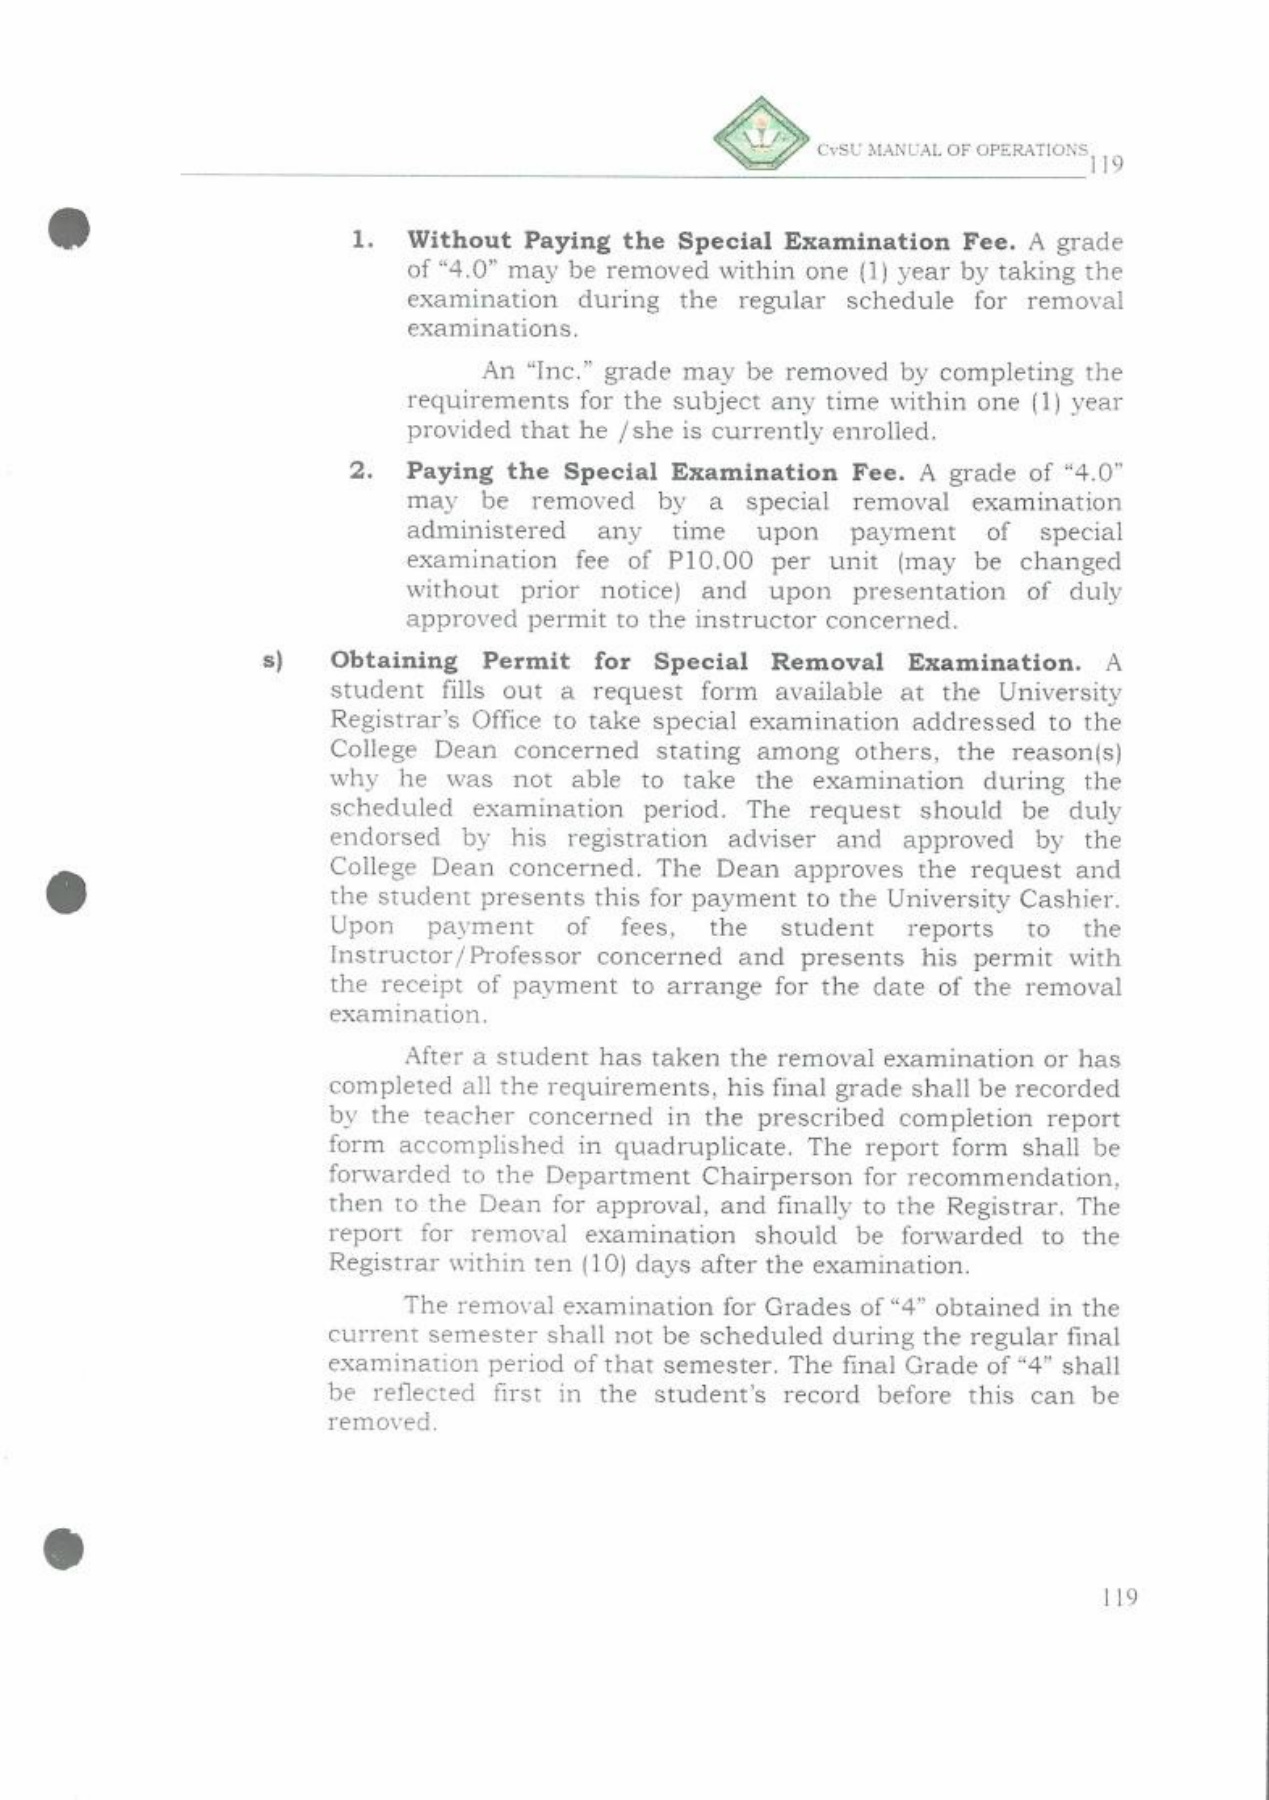 CvSU MANUAL OF OPERATIONS
119
1. Without Paying the Special Examination Fee. A grade
of "4.0" may be removed within one (1) year by taking the
examination during the regular schedule for removal
examinations.
An "Inc." grade may be removed by completing the
requirements for the subject any time within one (1) year
provided that he /she is currently enrolled.
2. Paying the Special Examination Fee. A grade of "4.0"
may be removed by a special removal examination
administered any time upon payment of special
examination fee of P10.00 per unit (may be changed
without prior notice) and upon presentation of duly
approved permit to the instructor concerned.
s) Obtaining Permit for Special Removal Examination. A
student fills out a request form available at the University
Registrar's Office to take special examination addressed to the
College Dean concerned stating among others, the reason(s)
why he was not able to take the examination during the
scheduled examination period. The request should be duly
endorsed by his registration adviser and approved by the
College Dean concerned. The Dean approves the request and
the student presents this for payment to the University Cashier.
Upon payment of fees, the student reports to the
Instructor/Professor concerned and presents his permit with
the receipt of payment to arrange for the date of the removal
examination.
After a student has taken the removal examination or has
completed all the requirements, his final grade shall be recorded
by the teacher concerned in the prescribed completion report
form accomplished in quadruplicate. The report form shall be
forwarded to the Department Chairperson for recommendation,
then to the Dean for approval, and finally to the Registrar. The
report for removal examination should be forwarded to the
Registrar within ten (10) days after the examination.
The removal examination for Grades of "4" obtained in the
current semester shall not be scheduled during the regular final
examination period of that semester. The final Grade of "4" shall
be reflected first in the student's record before this can be
removed.
119